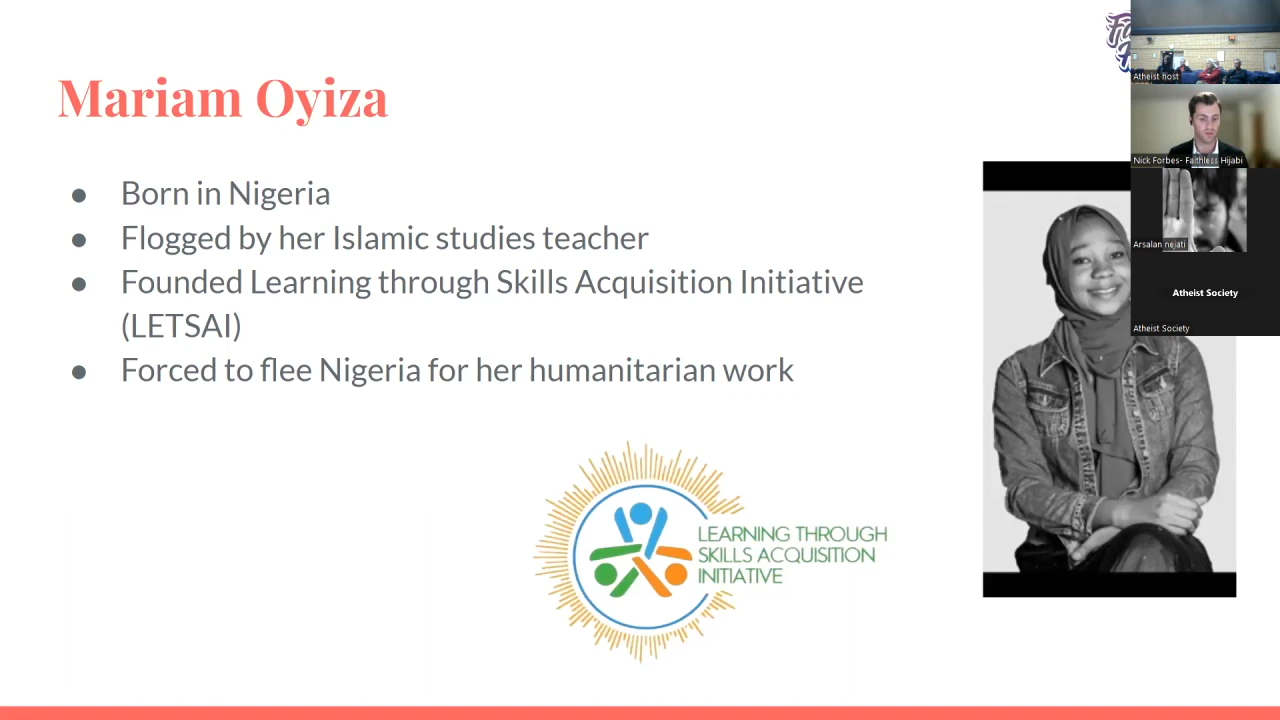 Mariam Oyiza
● Born in Nigeria
● Flogged by her Islamic studies teacher
● Founded Learning through Skills Acquisition Initiative
(LETSAI)
● Forced to flee Nigeria for her humanitarian work
LEARNING THROUGH
SKILLS ACQUISITION
INITIATIVE
Atheist host
Nick Forbes- Faithless Hijabi
Arsalan nejati
Atheist Society
Atheist Society